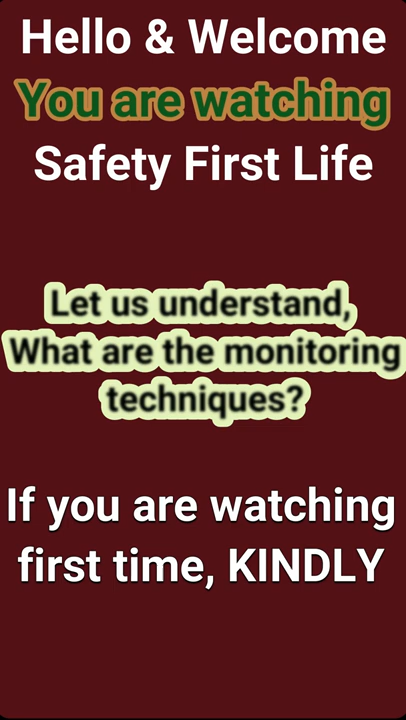 Hello & Welcome
You are watching
Safety First Life
Let us understand,
What are the monitoring
techniques?
If you are watching
first time, KINDLY